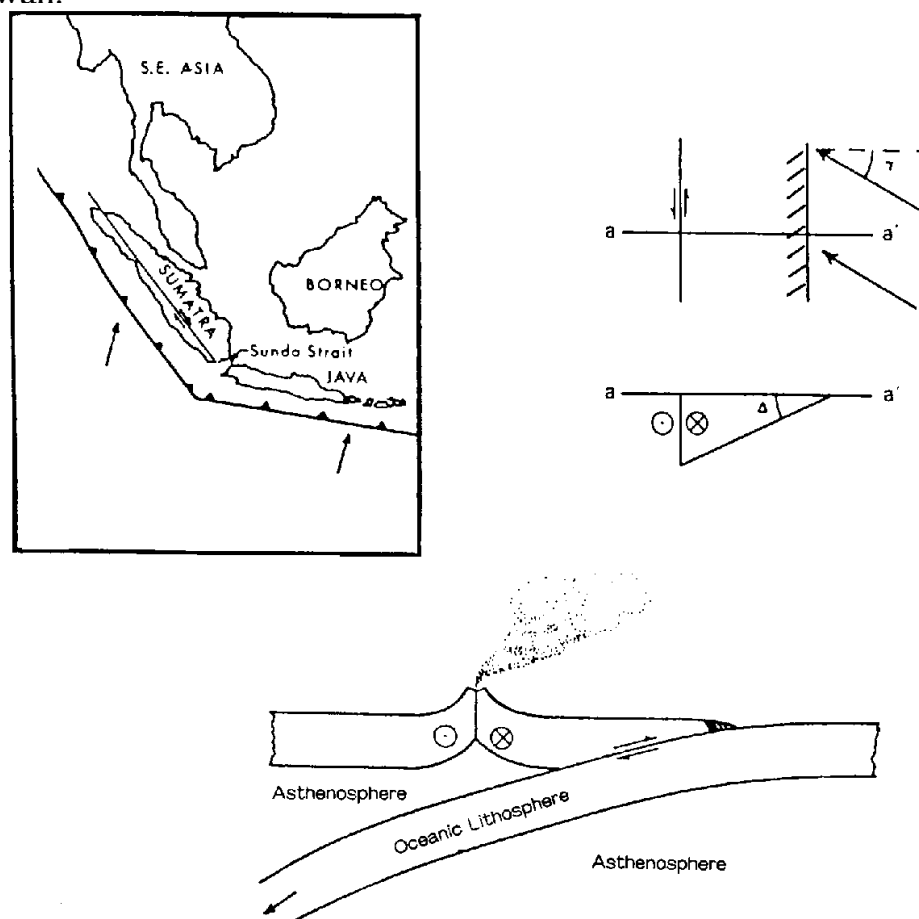 S.E. ASIA
SUMATRA
BORNEO
Sunda Strait
JAVA
a a'
a a'
Δ
Asthenosphere
Oceanic Lithosphere
Asthenosphere